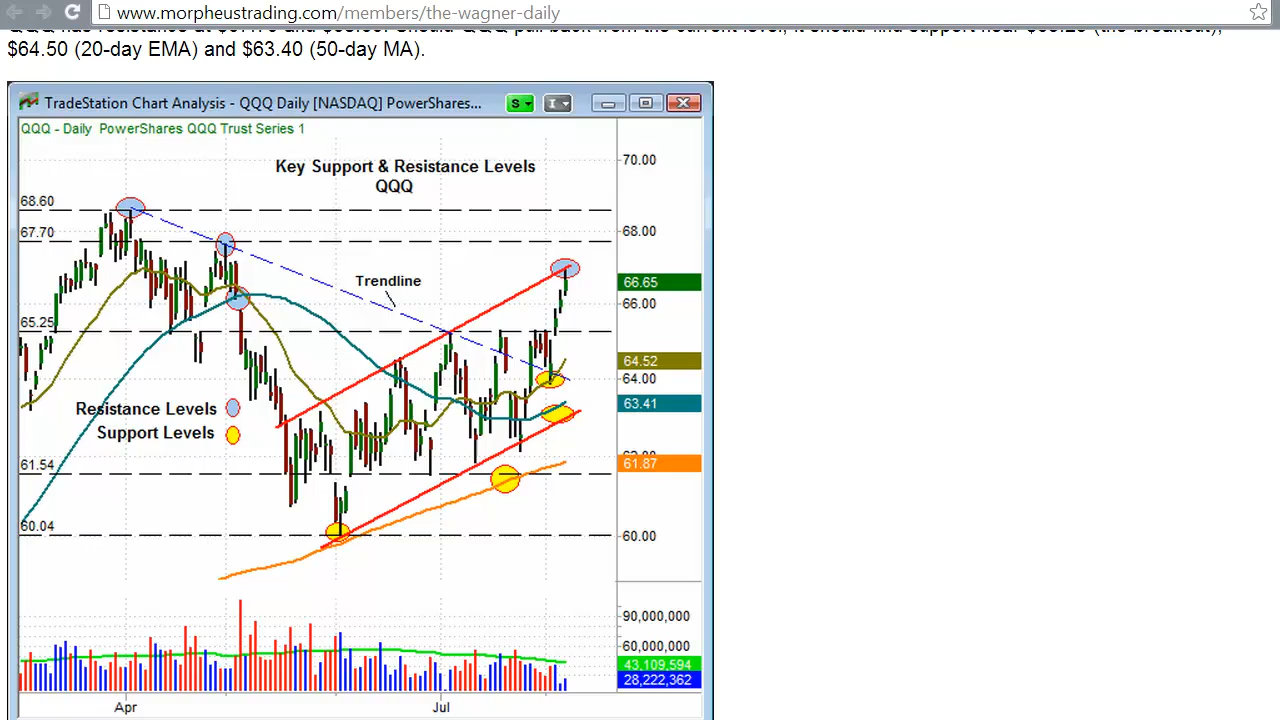 www.morpheustrading.com/members/the-wagner-daily
$64.50 (20-day EMA) and $63.40 (50-day MA).
TradeStation Chart Analysis - QQQ Daily [NASDAQ] PowerShares...
S
I
QQQ - Daily PowerShares QQQ Trust Series 1
Key Support & Resistance Levels
QQQ
70.00
68.60
68.00
67.70
Trendline
66.65
66.00
65.25
64.52
64.00
63.41
Resistance Levels
Support Levels
61.54
61.87
60.04
60.00
90,000,000
60,000,000
43,109,594
28,222,362
Apr
Jul